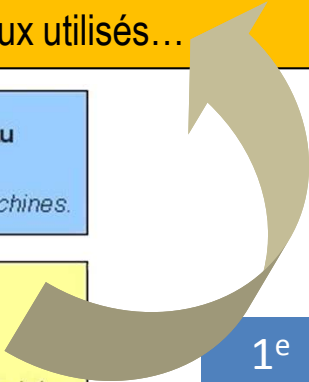 ux utilisés…
u
chines.
1e